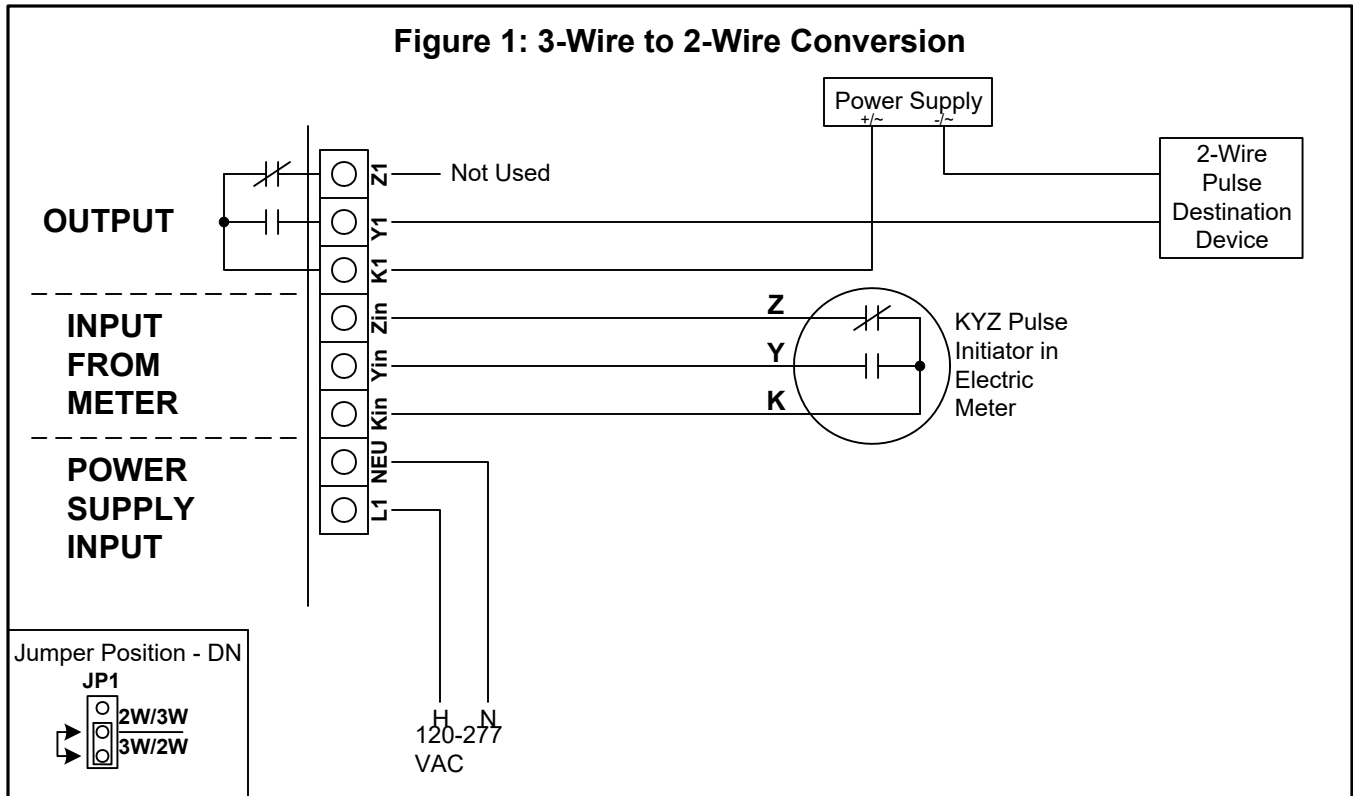 Figure 1: 3-Wire to 2-Wire Conversion
Power Supply
+/~ -/~
2-Wire
Pulse
Destination
Device
Z1
Not Used
OUTPUT
Y1
K1
INPUT
FROM
METER
Zin
Z
Yin
Y
Kin
K
KYZ Pulse
Initiator in
Electric
Meter
POWER
SUPPLY
INPUT
NEU
L1
H N
120-277
VAC
Jumper Position - DN
JP1
2W/3W
3W/2W